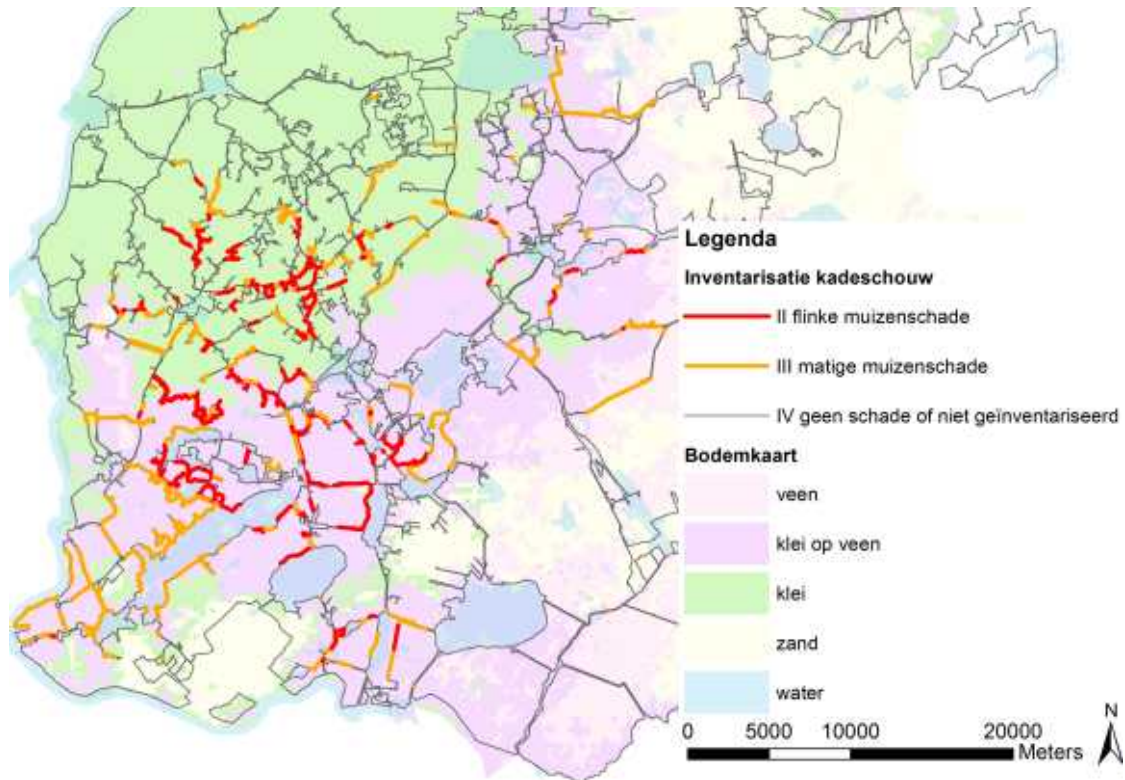 Legenda
Inventarisatie kadeschouw
II flinke muizenschade
III matige muizenschade
IV geen schade of niet geïnventariseerd
Bodemkaart
veen
klei op veen
klei
zand
water
0 5000 10000 20000
Meters
N